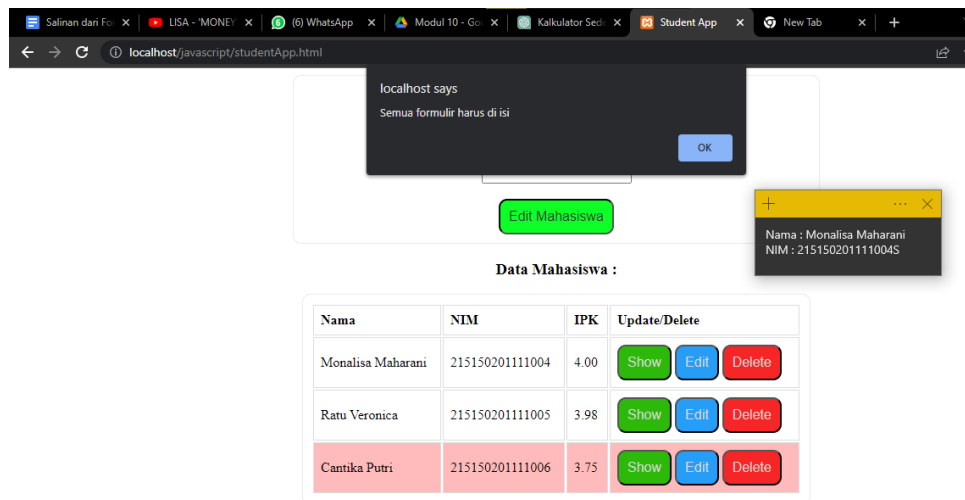 Salinan dari For
LISA - 'MONEY'
(6) WhatsApp
Modul 10 - Go
Kalkulator Sede
Student App
New Tab
localhost/javascript/studentApp.html
localhost says
Semua formulir harus di isi
OK
Edit Mahasiswa
Nama : Monalisa Maharani
NIM : 215150201111004S
Data Mahasiswa :
Nama NIM IPK Update/Delete
Monalisa Maharani 215150201111004 4.00 Show Edit Delete
Ratu Veronica 215150201111005 3.98 Show Edit Delete
Cantika Putri 215150201111006 3.75 Show Edit Delete